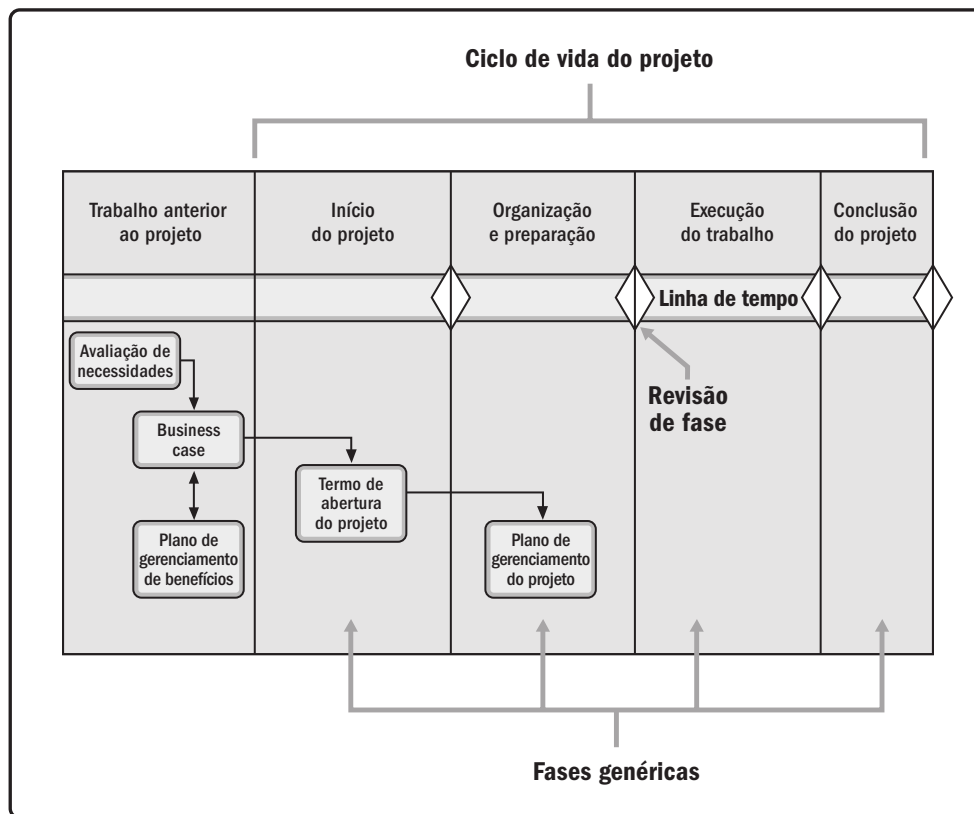 Ciclo de vida do projeto
Trabalho anterior
ao projeto
Início
do projeto
Organização
e preparação
Execução
do trabalho
Conclusão
do projeto
Linha de tempo
Avaliação de
necessidades
Business
case
Plano de
gerenciamento
de benefícios
Termo de
abertura
do projeto
Plano de
gerenciamento
do projeto
Revisão
de fase
Fases genéricas